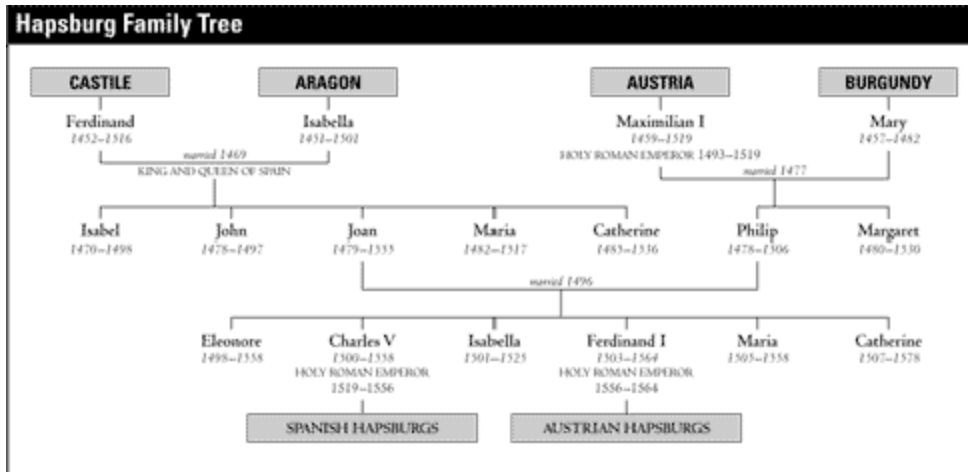 Hapsburg Family Tree
CASTILE ARAGON AUSTRIA BURGUNDY
Ferdinand Isabella Maximilian I Mary
1452–1516 1451–1501 1459–1519 1457–1482
married 1469 HOLY ROMAN EMPEROR 1493–1519
KING AND QUEEN OF SPAIN married 1477
Isabel John Joan Maria Catherine Philip Margaret
1470–1498 1478–1497 1479–1555 1482–1517 1485–1536 1478–1506 1480–1530
married 1496
Eleonore Charles V Isabella Ferdinand I Maria Catherine
1498–1558 1500–1558 1501–1525 1503–1564 1505–1558 1507–1578
HOLY ROMAN EMPEROR HOLY ROMAN EMPEROR
1519–1556 1556–1564
SPANISH HAPSBURGS AUSTRIAN HAPSBURGS